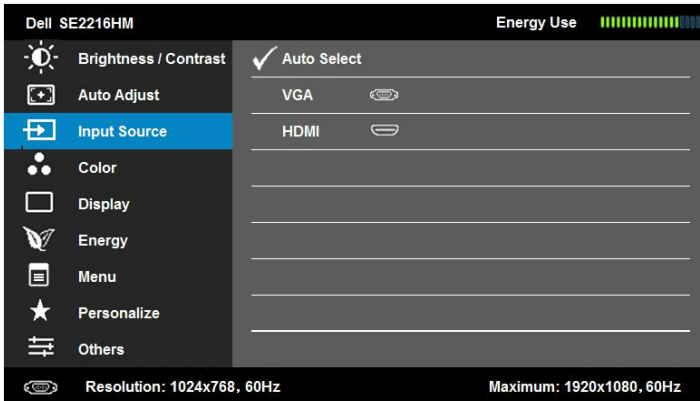 Dell SE2216HM
Energy Use
Brightness / Contrast
Auto Select
Auto Adjust
VGA
Input Source
HDMI
Color
Display
Energy
Menu
Personalize
Others
Resolution: 1024x768, 60Hz
Maximum: 1920x1080, 60Hz